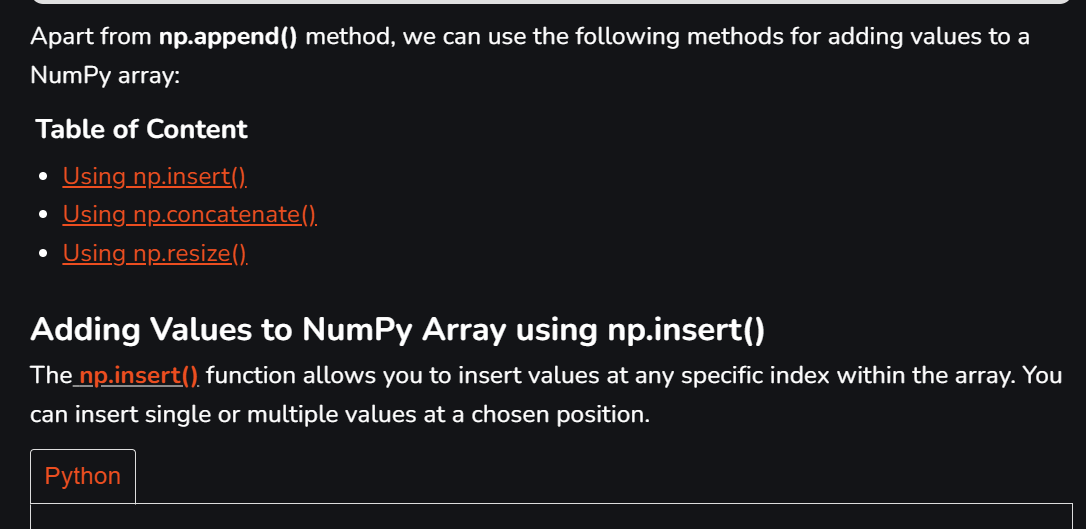 Apart from np.append() method, we can use the following methods for adding values to a
NumPy array:
Table of Content
Using np.insert()
Using np.concatenate()
Using np.resize()
Adding Values to NumPy Array using np.insert()
The np.insert() function allows you to insert values at any specific index within the array. You
can insert single or multiple values at a chosen position.
Python